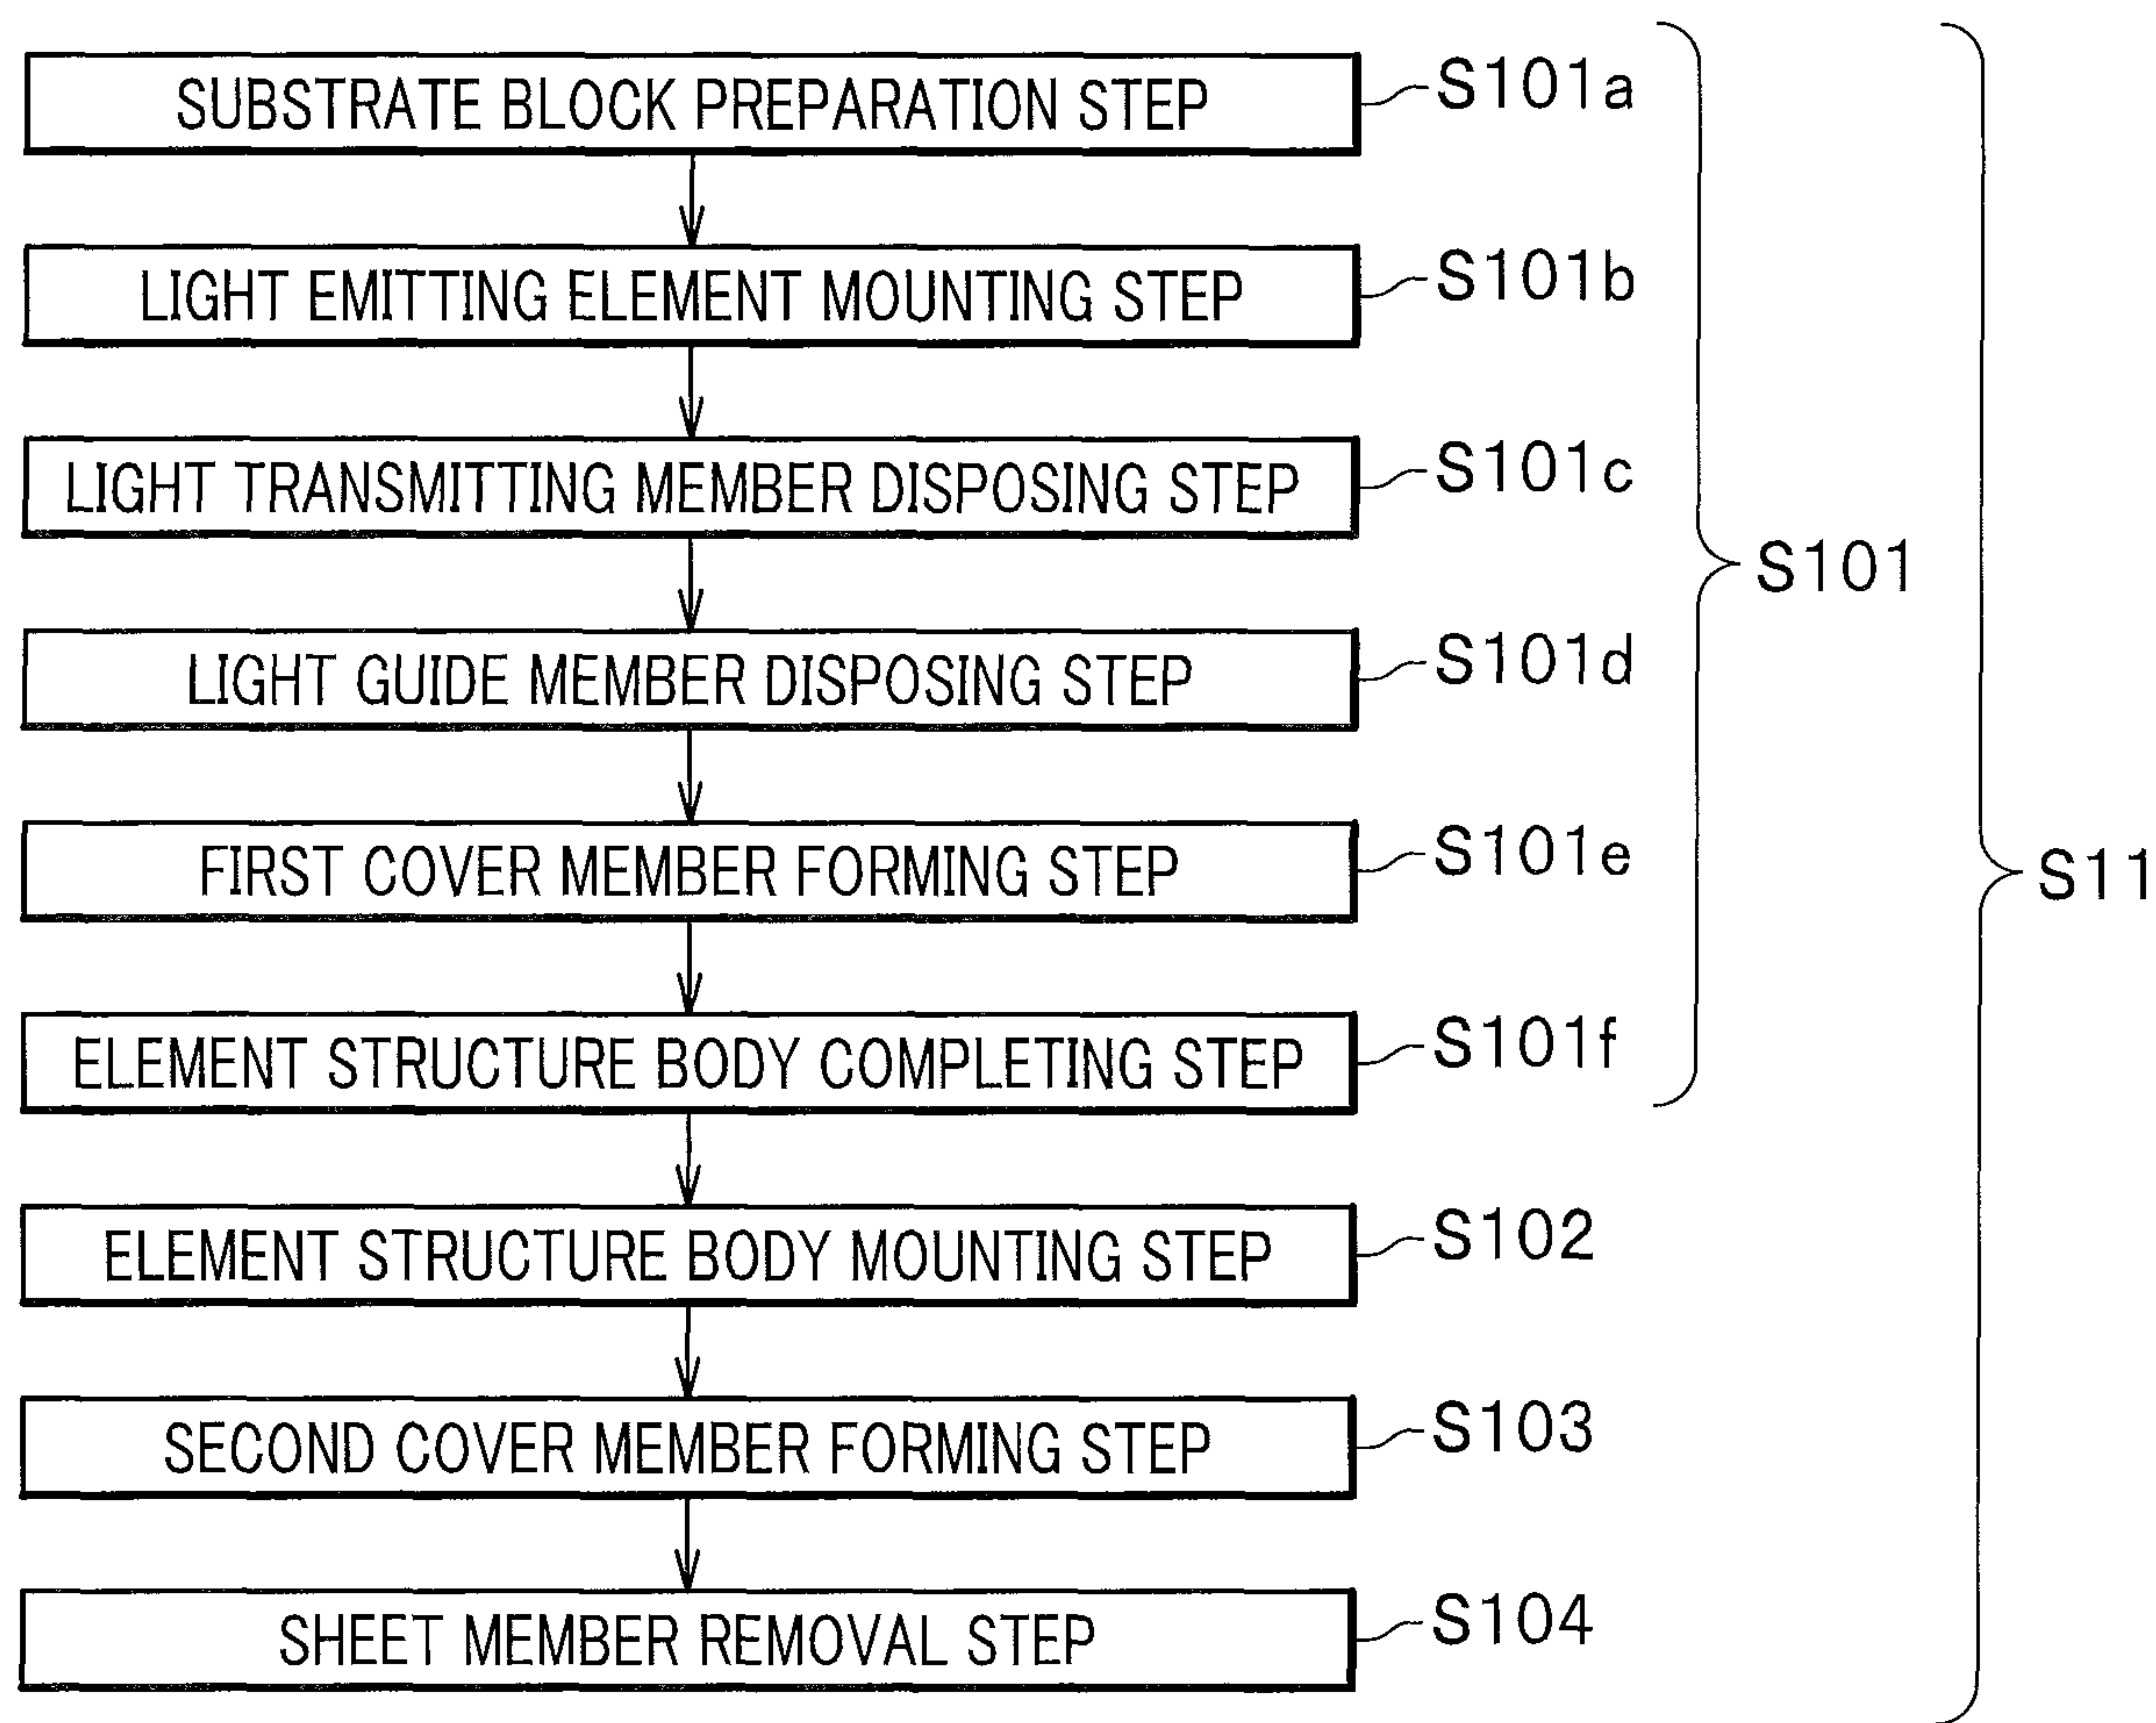 SUBSTRATE BLOCK PREPARATION STEP
S101a
LIGHT EMITTING ELEMENT MOUNTING STEP
S101b
LIGHT TRANSMITTING MEMBER DISPOSING STEP
S101c
S101
LIGHT GUIDE MEMBER DISPOSING STEP
S101d
FIRST COVER MEMBER FORMING STEP
S101e
S11
ELEMENT STRUCTURE BODY COMPLETING STEP
S101f
ELEMENT STRUCTURE BODY MOUNTING STEP
S102
SECOND COVER MEMBER FORMING STEP
S103
SHEET MEMBER REMOVAL STEP
S104